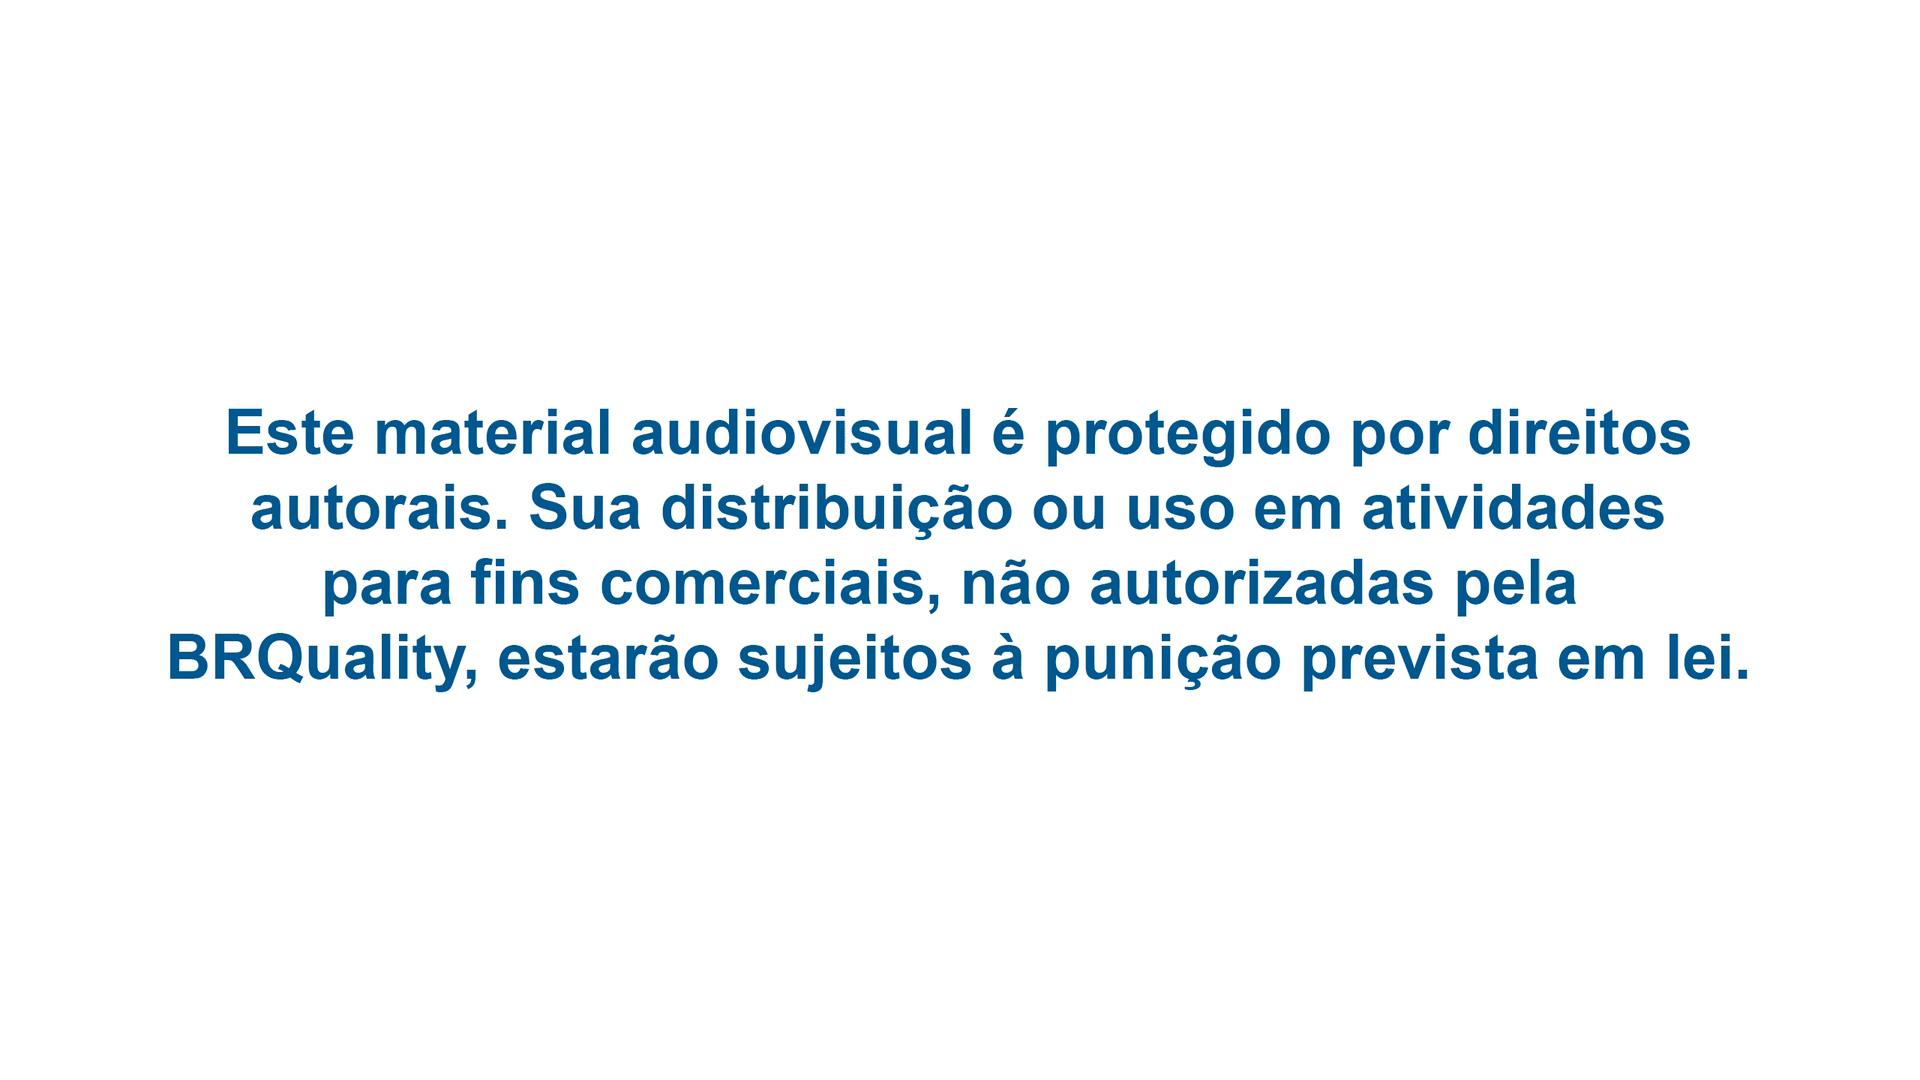 Este material audiovisual é protegido por direitos
autorais. Sua distribuição ou uso em atividades
para fins comerciais, não autorizadas pela
BRQuality, estarão sujeitos à punição prevista em lei.